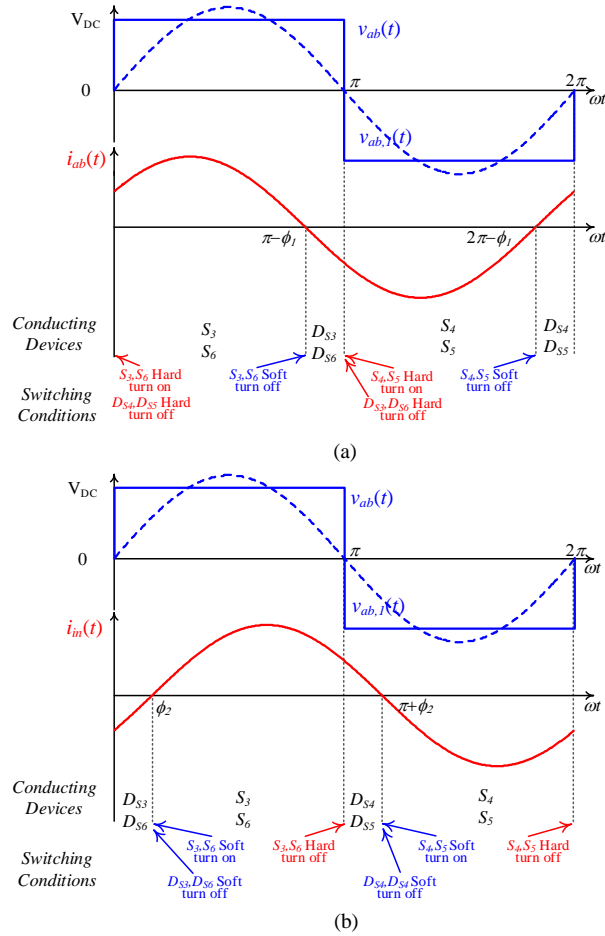 V_DC
v_ab(t)
0
π
2π
ωt
v_ab,1(t)
i_ab(t)
π−ϕ_1
2π−ϕ_1
ωt
Conducting
Devices
S_3
S_6
D_S3
D_S6
S_4
S_5
D_S4
D_S5
Switching
Conditions
S_3,S_6 Hard
turn on
D_S4,D_S5 Hard
turn off
S_3,S_6 Soft
turn off
S_4,S_5 Hard
turn on
D_S3,D_S6 Hard
turn off
S_4,S_5 Soft
turn off
(a)
V_DC
v_ab(t)
0
π
2π
ωt
v_ab,1(t)
i_in(t)
ϕ_2
π+ϕ_2
ωt
Conducting
Devices
D_S3
D_S6
S_3
S_6
D_S4
D_S5
S_4
S_5
Switching
Conditions
S_3,S_6 Soft
turn on
D_S3,D_S6 Soft
turn off
S_3,S_6 Hard
turn off
S_4,S_5 Soft
turn on
D_S4,D_S4 Soft
turn off
S_4,S_5 Hard
turn off
(b)